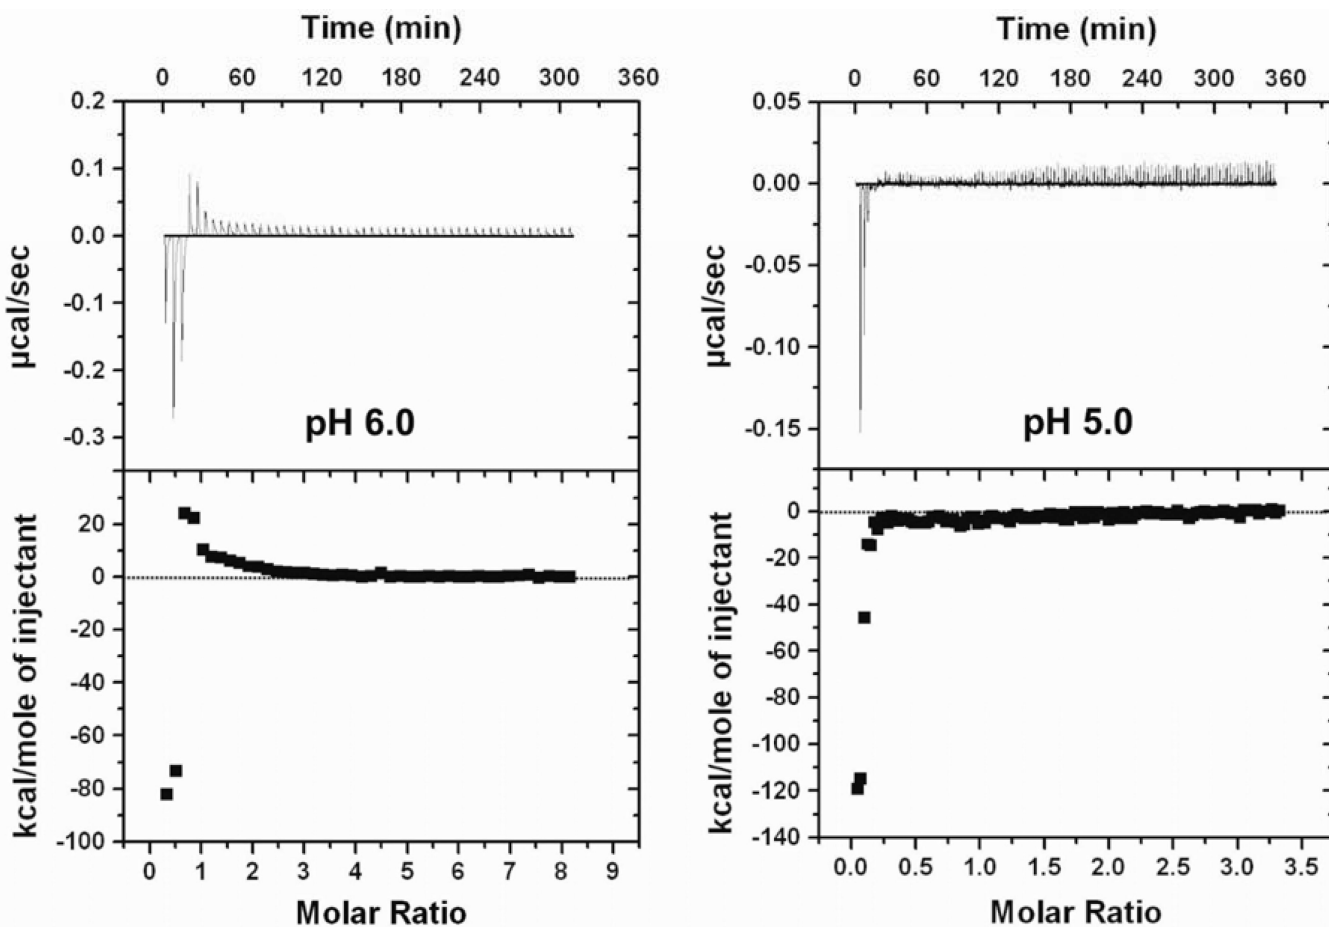 Time (min)
0 60 120 180 240 300 360
0.2
0.1
0.0
-0.1
-0.2
-0.3
µcal/sec
pH 6.0
20
0
-20
-40
-60
-80
-100
kcal/mole of injectant
0 1 2 3 4 5 6 7 8 9
Molar Ratio
Time (min)
0 60 120 180 240 300 360
0.05
0.00
-0.05
-0.10
-0.15
µcal/sec
pH 5.0
0
-20
-40
-60
-80
-100
-120
-140
kcal/mole of injectant
0.0 0.5 1.0 1.5 2.0 2.5 3.0 3.5
Molar Ratio